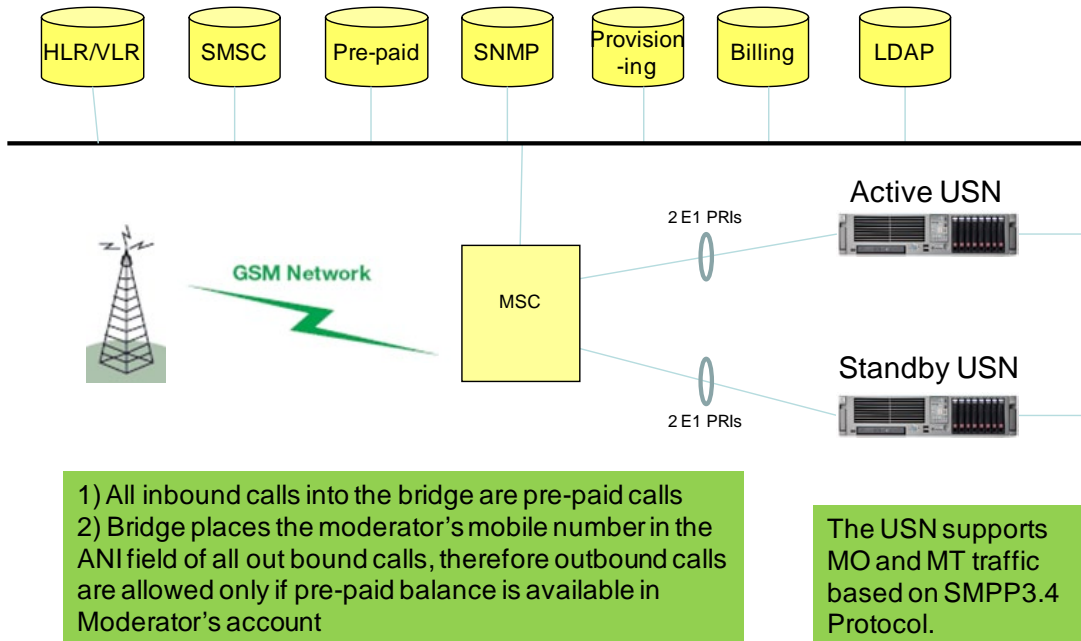 HLR/VLR
SMSC
Pre-paid
SNMP
Provision
-ing
Billing
LDAP
Active USN
2 E1 PRIs
GSM Network
MSC
Standby USN
2 E1 PRIs
1) All inbound calls into the bridge are pre-paid calls
2) Bridge places the moderator's mobile number in the
ANI field of all out bound calls, therefore outbound calls
are allowed only if pre-paid balance is available in
Moderator's account
The USN supports
MO and MT traffic
based on SMPP3.4
Protocol.